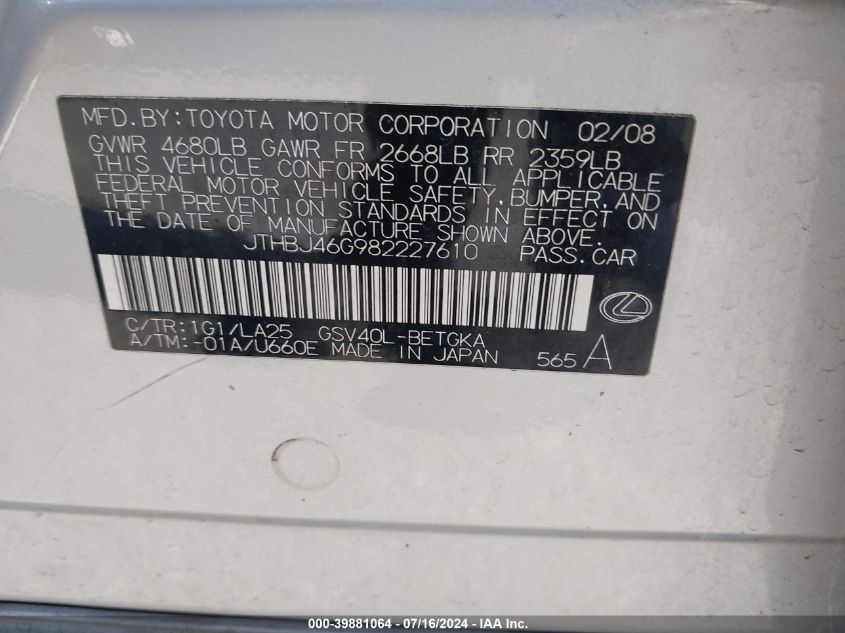 MFD.BY:TOYOTA MOTOR CORPORATION 02/08
GVWR 4680LB GAWR FR 2668LB RR 2359LB
THIS VEHICLE CONFORMS TO ALL APPLICABLE
FEDERAL MOTOR VEHICLE SAFETY,BUMPER,AND
THEFT PREVENTION STANDARDS IN EFFECT ON
THE DATE OF MANUFACTURE SHOWN ABOVE.
JTHBJ46G982227610 PASS.CAR
C/TR:1G1/LA25 GSV40L-BETGKA
A/TM:-01A/U660E MADE IN JAPAN 565 A
000-39881064 - 07/16/2024 - IAA Inc.